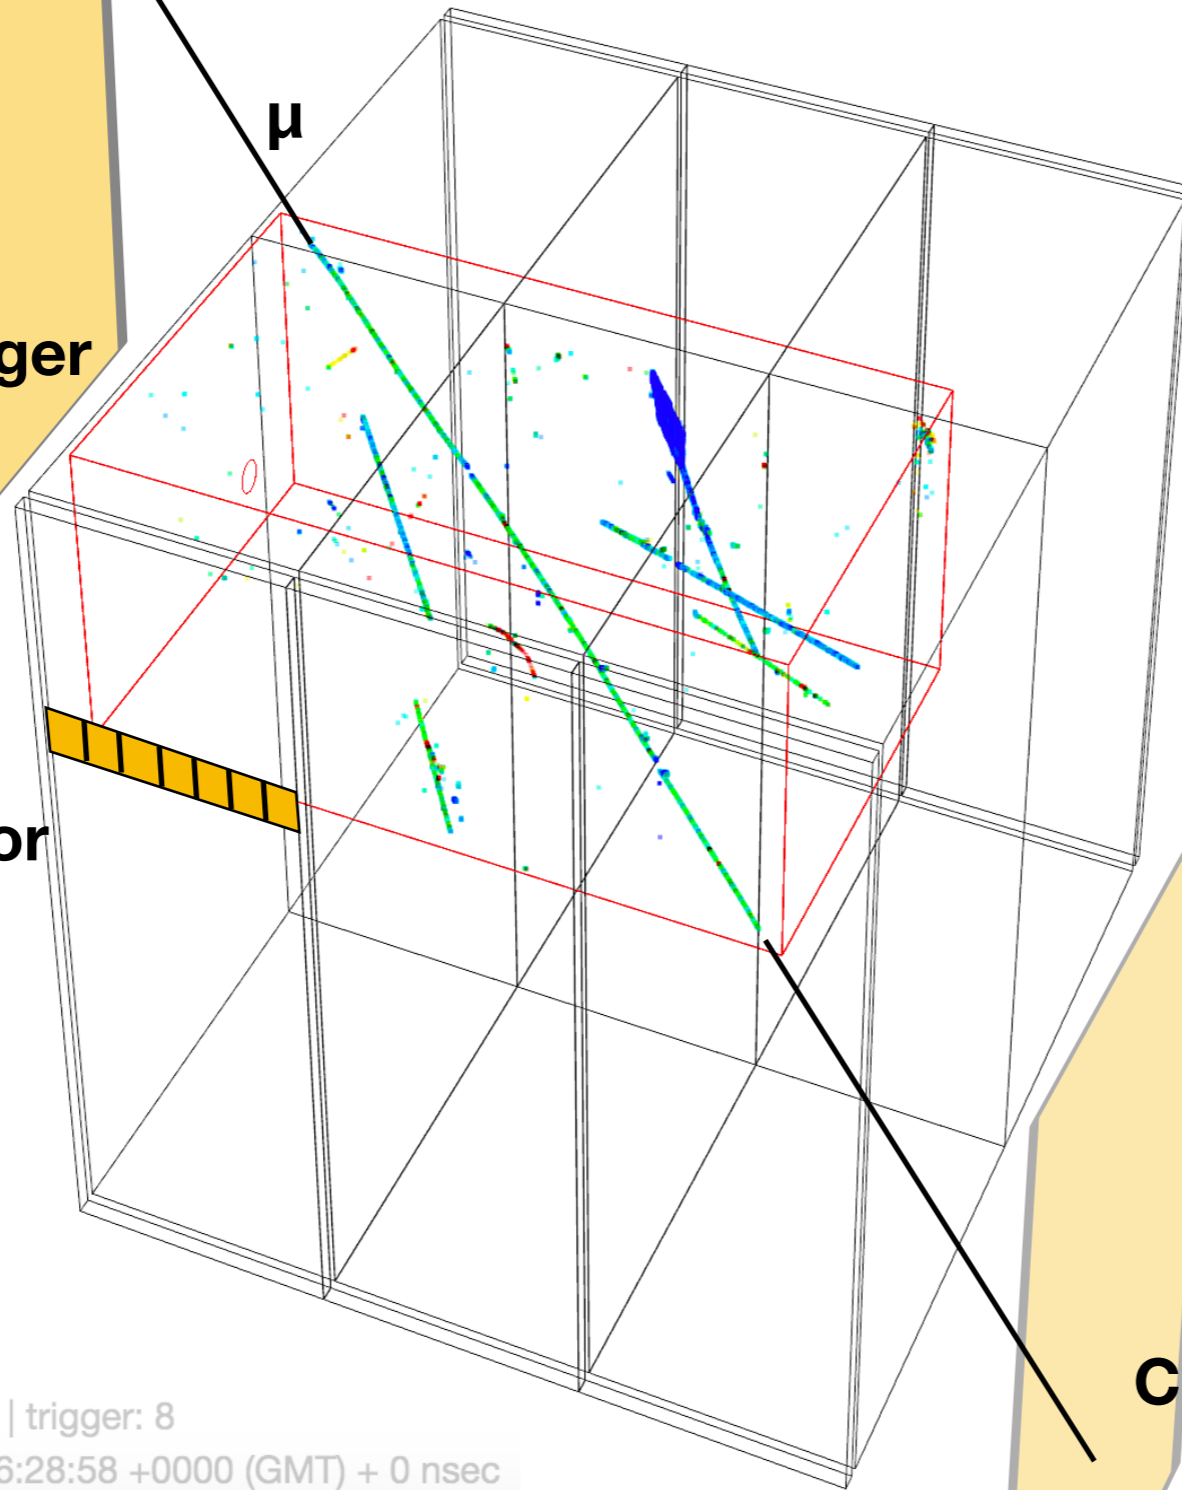 μ
ger
or
C
| trigger: 8
6:28:58 +0000 (GMT) + 0 nsec